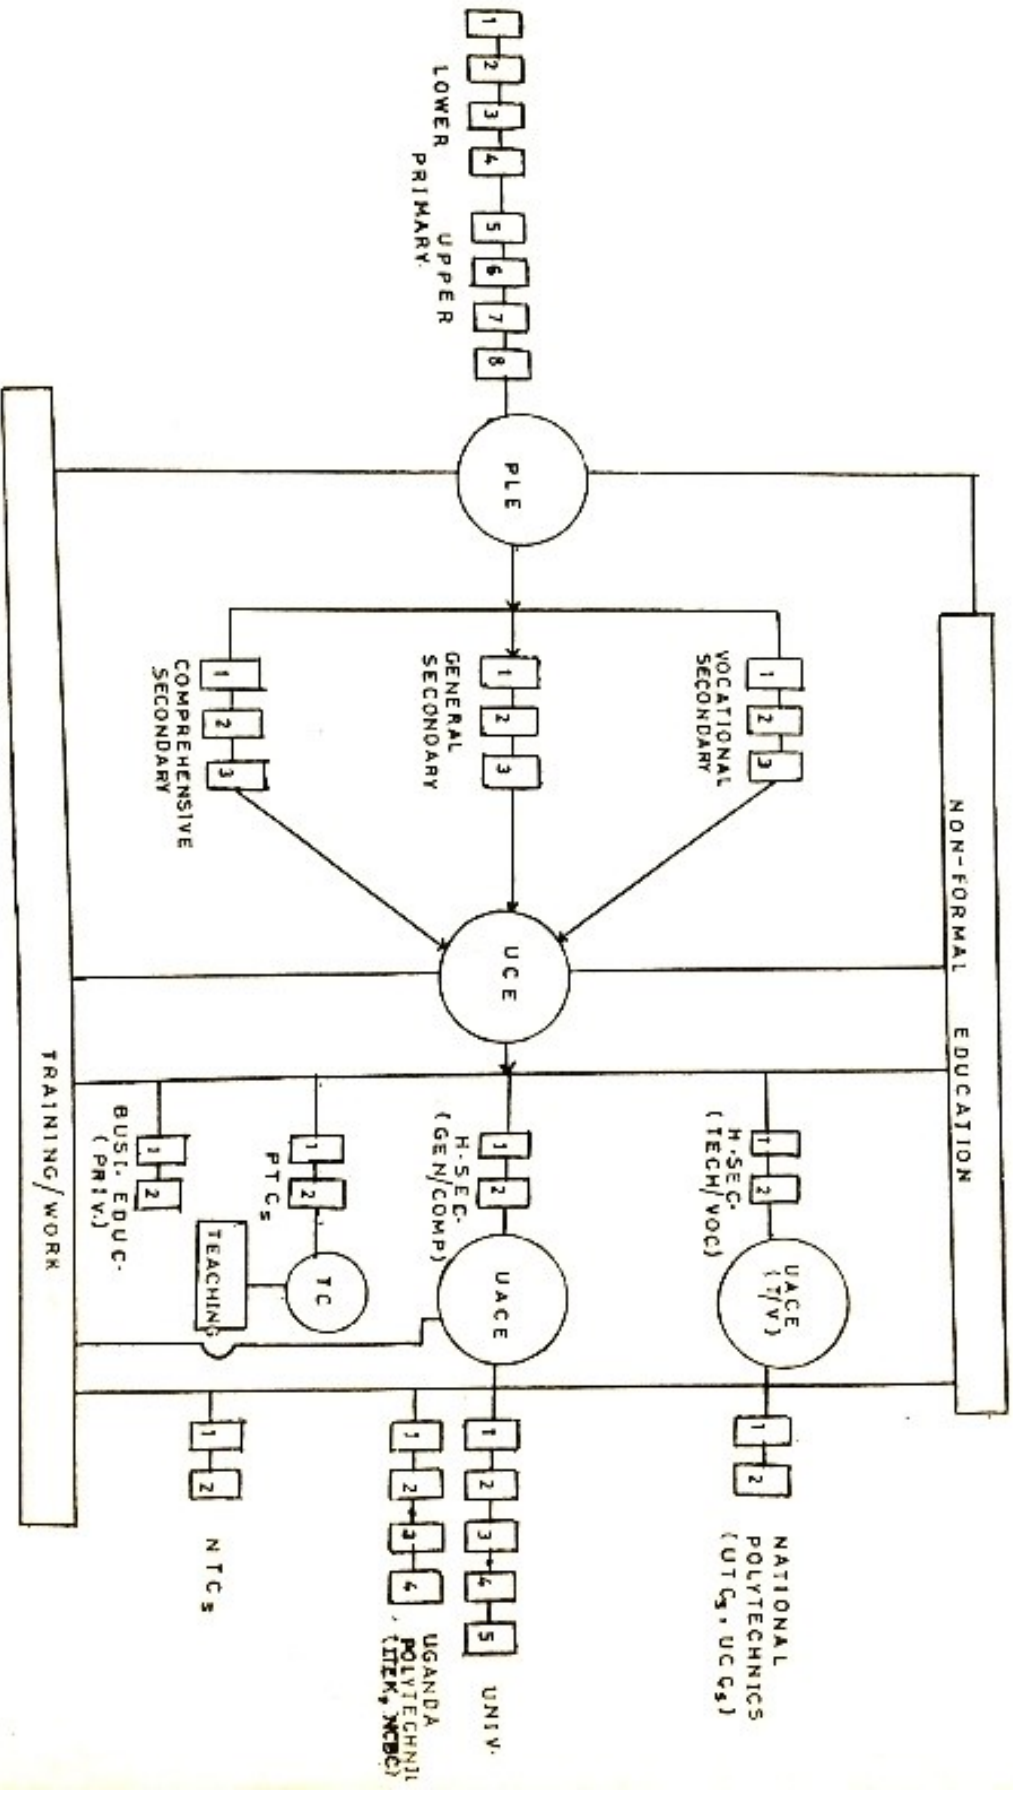 1 2 3 4 5 6 7 8
LOWER UPPER
PRIMARY.
PLE
NON-FORMAL EDUCATION
1 2 3
VOCATIONAL
SECONDARY
1 2 3
GENERAL
SECONDARY
1 2 3
COMPREHENSIVE
SECONDARY
UCE
1 2
H.SEC-
(TECH/VOC)
UACE
(T/V)
1 2
H-SEC-
(GEN/COMP)
UACE
1 2
PTCs
TC
TEACHING
1 2
BUSI. EDUC-
(PRIV.)
1 2
NATIONAL
POLYTECHNICS
(UTCs, UCCs)
1 2 3 4 5
UNIV.
1 2 3 4
UGANDA
POLYTECHNIC
(ITEK, NCBC)
1 2
NTCs
TRAINING/WORK